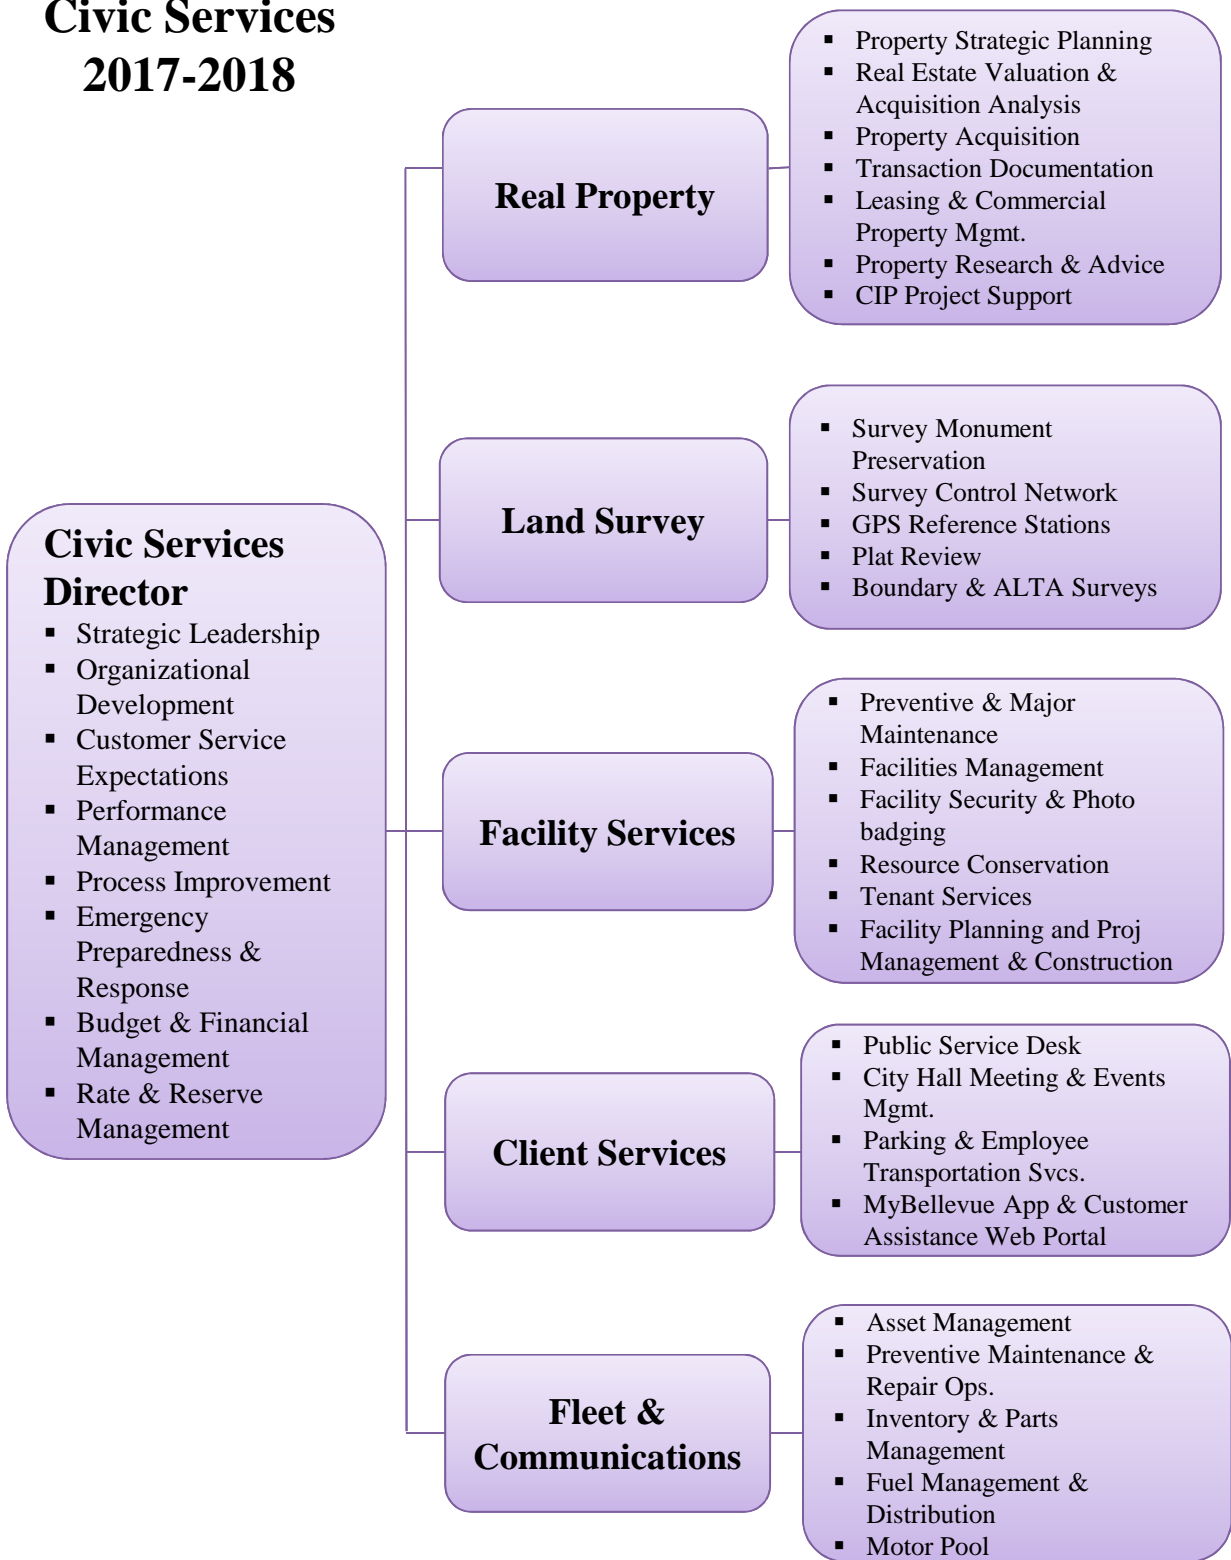 Civic Services
2017-2018
Civic Services
Director
▪ Strategic Leadership
▪ Organizational
Development
▪ Customer Service
Expectations
▪ Performance
Management
▪ Process Improvement
▪ Emergency
Preparedness &
Response
▪ Budget & Financial
Management
▪ Rate & Reserve
Management
Real Property
▪ Property Strategic Planning
▪ Real Estate Valuation &
Acquisition Analysis
▪ Property Acquisition
▪ Transaction Documentation
▪ Leasing & Commercial
Property Mgmt.
▪ Property Research & Advice
▪ CIP Project Support
Land Survey
▪ Survey Monument
Preservation
▪ Survey Control Network
▪ GPS Reference Stations
▪ Plat Review
▪ Boundary & ALTA Surveys
Facility Services
▪ Preventive & Major
Maintenance
▪ Facilities Management
▪ Facility Security & Photo
badging
▪ Resource Conservation
▪ Tenant Services
▪ Facility Planning and Proj
Management & Construction
Client Services
▪ Public Service Desk
▪ City Hall Meeting & Events
Mgmt.
▪ Parking & Employee
Transportation Svcs.
▪ MyBellevue App & Customer
Assistance Web Portal
Fleet &
Communications
▪ Asset Management
▪ Preventive Maintenance &
Repair Ops.
▪ Inventory & Parts
Management
▪ Fuel Management &
Distribution
▪ Motor Pool